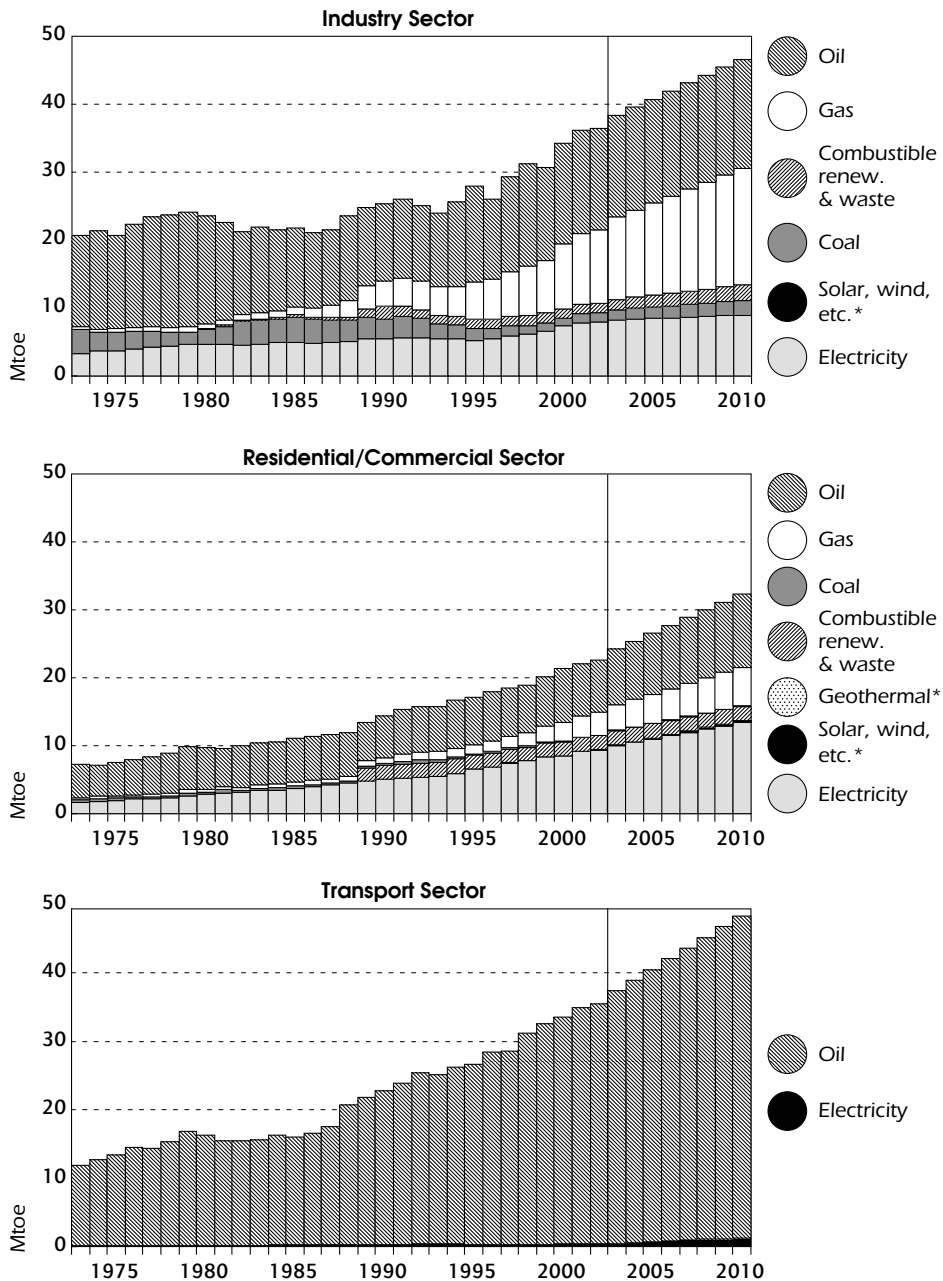 Industry Sector
50
40
30
20
10
0
Mtoe
1975 1980 1985 1990 1995 2000 2005 2010
Oil
Gas
Combustible
renew.
& waste
Coal
Solar, wind,
etc.*
Electricity
Residential/Commercial Sector
50
40
30
20
10
0
Mtoe
1975 1980 1985 1990 1995 2000 2005 2010
Oil
Gas
Coal
Combustible
renew.
& waste
Geothermal*
Solar, wind,
etc.*
Electricity
Transport Sector
50
40
30
20
10
0
Mtoe
1975 1980 1985 1990 1995 2000 2005 2010
Oil
Electricity